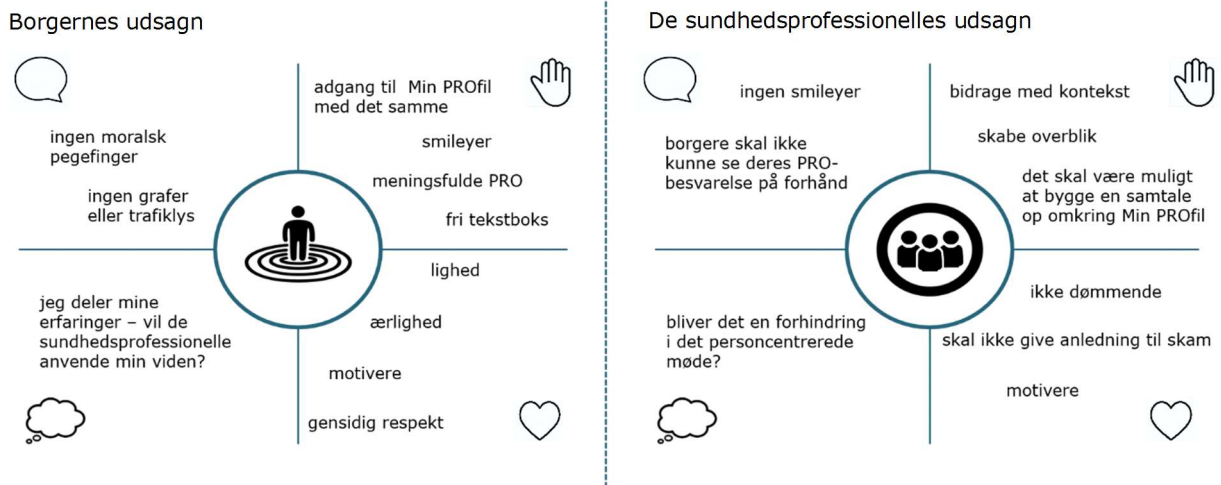 Borgernes udsagn
ingen moralsk
pegefinger
ingen grafer
eller trafiklys
adgang til Min PROfil
med det samme
smileyer
meningsfulde PRO
fri tekstboks
jeg deler mine
erfaringer – vil de
sundhedsprofessionelle
anvende min viden?
lighed
ærlighed
motivere
gensidig respekt
De sundhedsprofessionelles udsagn
ingen smileyer
borgere skal ikke
kunne se deres PRO-
besvarelse på forhånd
bidrage med kontekst
skabe overblik
det skal være muligt
at bygge en samtale
op omkring Min PROfil
bliver det en forhindring
i det personcentrerede
møde?
ikke dømmende
skal ikke give anledning til skam
motivere